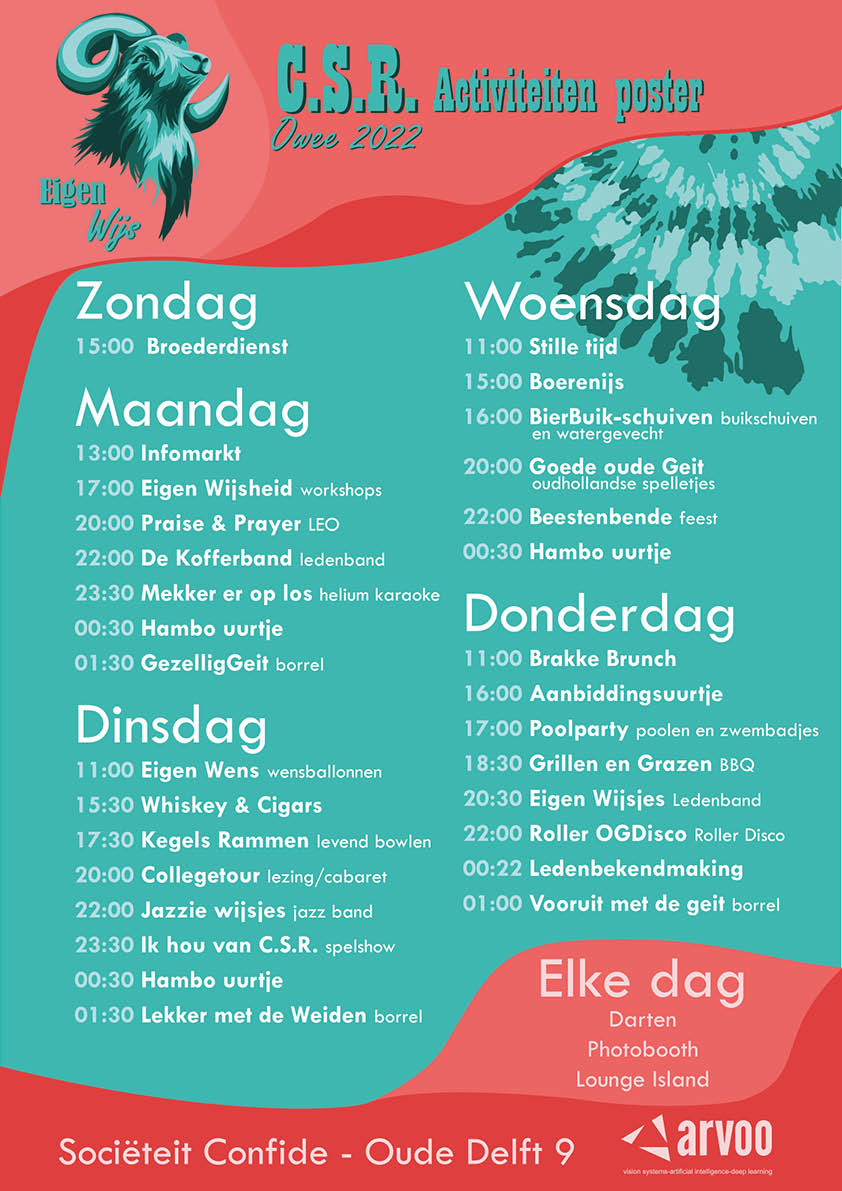 C.S.R. Activiteiten poster
Owee 2022
Eigen
Wijs
Zondag
15:00 Broederdienst
Maandag
13:00 Infomarkt
17:00 Eigen Wijsheid workshops
20:00 Praise & Prayer LEO
22:00 De Kofferband ledenband
23:30 Mekker er op los helium karaoke
00:30 Hambo uurtje
01:30 GezelligGeit borrel
Dinsdag
11:00 Eigen Wens wensballonnen
15:30 Whiskey & Cigars
17:30 Kegels Rammen levend bowlen
20:00 Collegetour lezing/cabaret
22:00 Jazzie wijsjes jazz band
23:30 Ik hou van C.S.R. spelshow
00:30 Hambo uurtje
01:30 Lekker met de Weiden borrel
Woensdag
11:00 Stille tijd
15:00 Boerenijs
16:00 BierBuik-schuiven buikschuiven
en watergevecht
20:00 Goede oude Geit
oudhollandse spelletjes
22:00 Beestenbende feest
00:30 Hambo uurtje
Donderdag
11:00 Brakke Brunch
16:00 Aanbiddingsuurtje
17:00 Poolparty poolen en zwembadjes
18:30 Grillen en Grazen BBQ
20:30 Eigen Wijsjes Ledenband
22:00 Roller OGDisco Roller Disco
00:22 Ledenbekendmaking
01:00 Vooruit met de geit borrel
Elke dag
Darten
Photobooth
Lounge Island
Sociëteit Confide - Oude Delft 9
arvoo
vision systems-artificial intelligence-deep learning